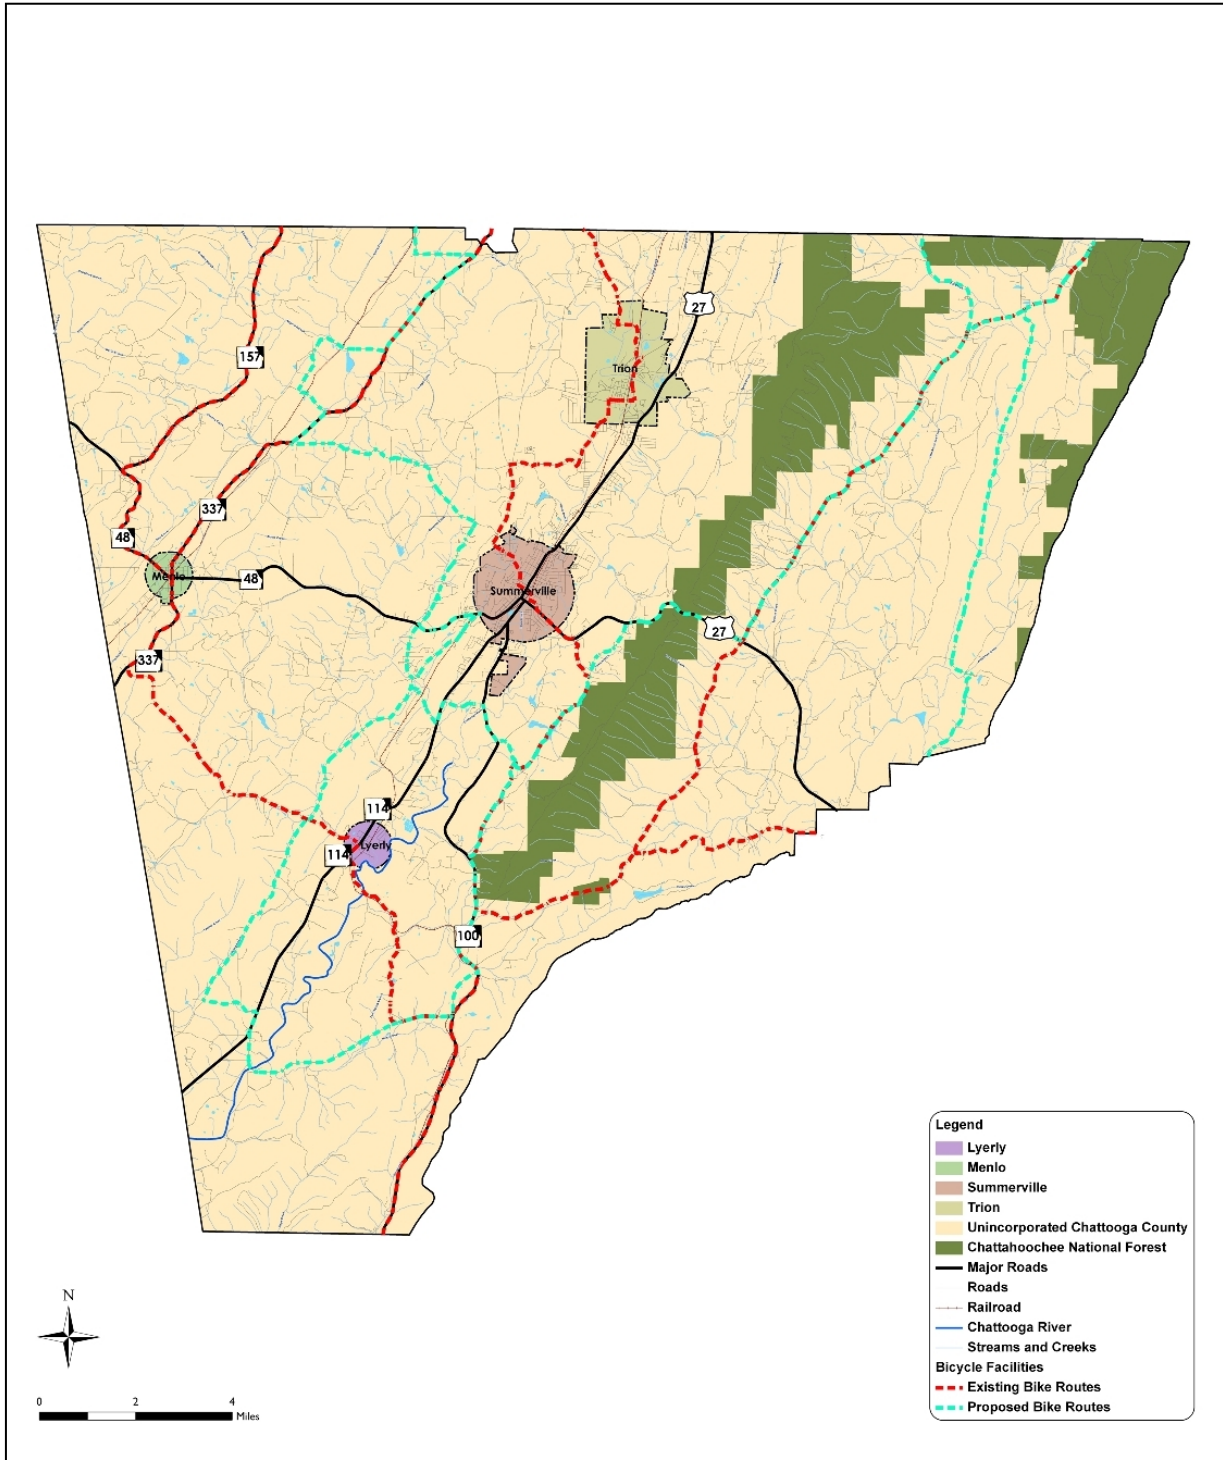 27
157
Trion
337
48
Menlo
48
Summerville
27
337
114
Lyerly
114
100
Legend
Lyerly
Menlo
Summerville
Trion
Unincorporated Chattooga County
Chattahoochee National Forest
Major Roads
Roads
Railroad
Chattooga River
Streams and Creeks
Bicycle Facilities
Existing Bike Routes
Proposed Bike Routes
N
0 2 4
Miles